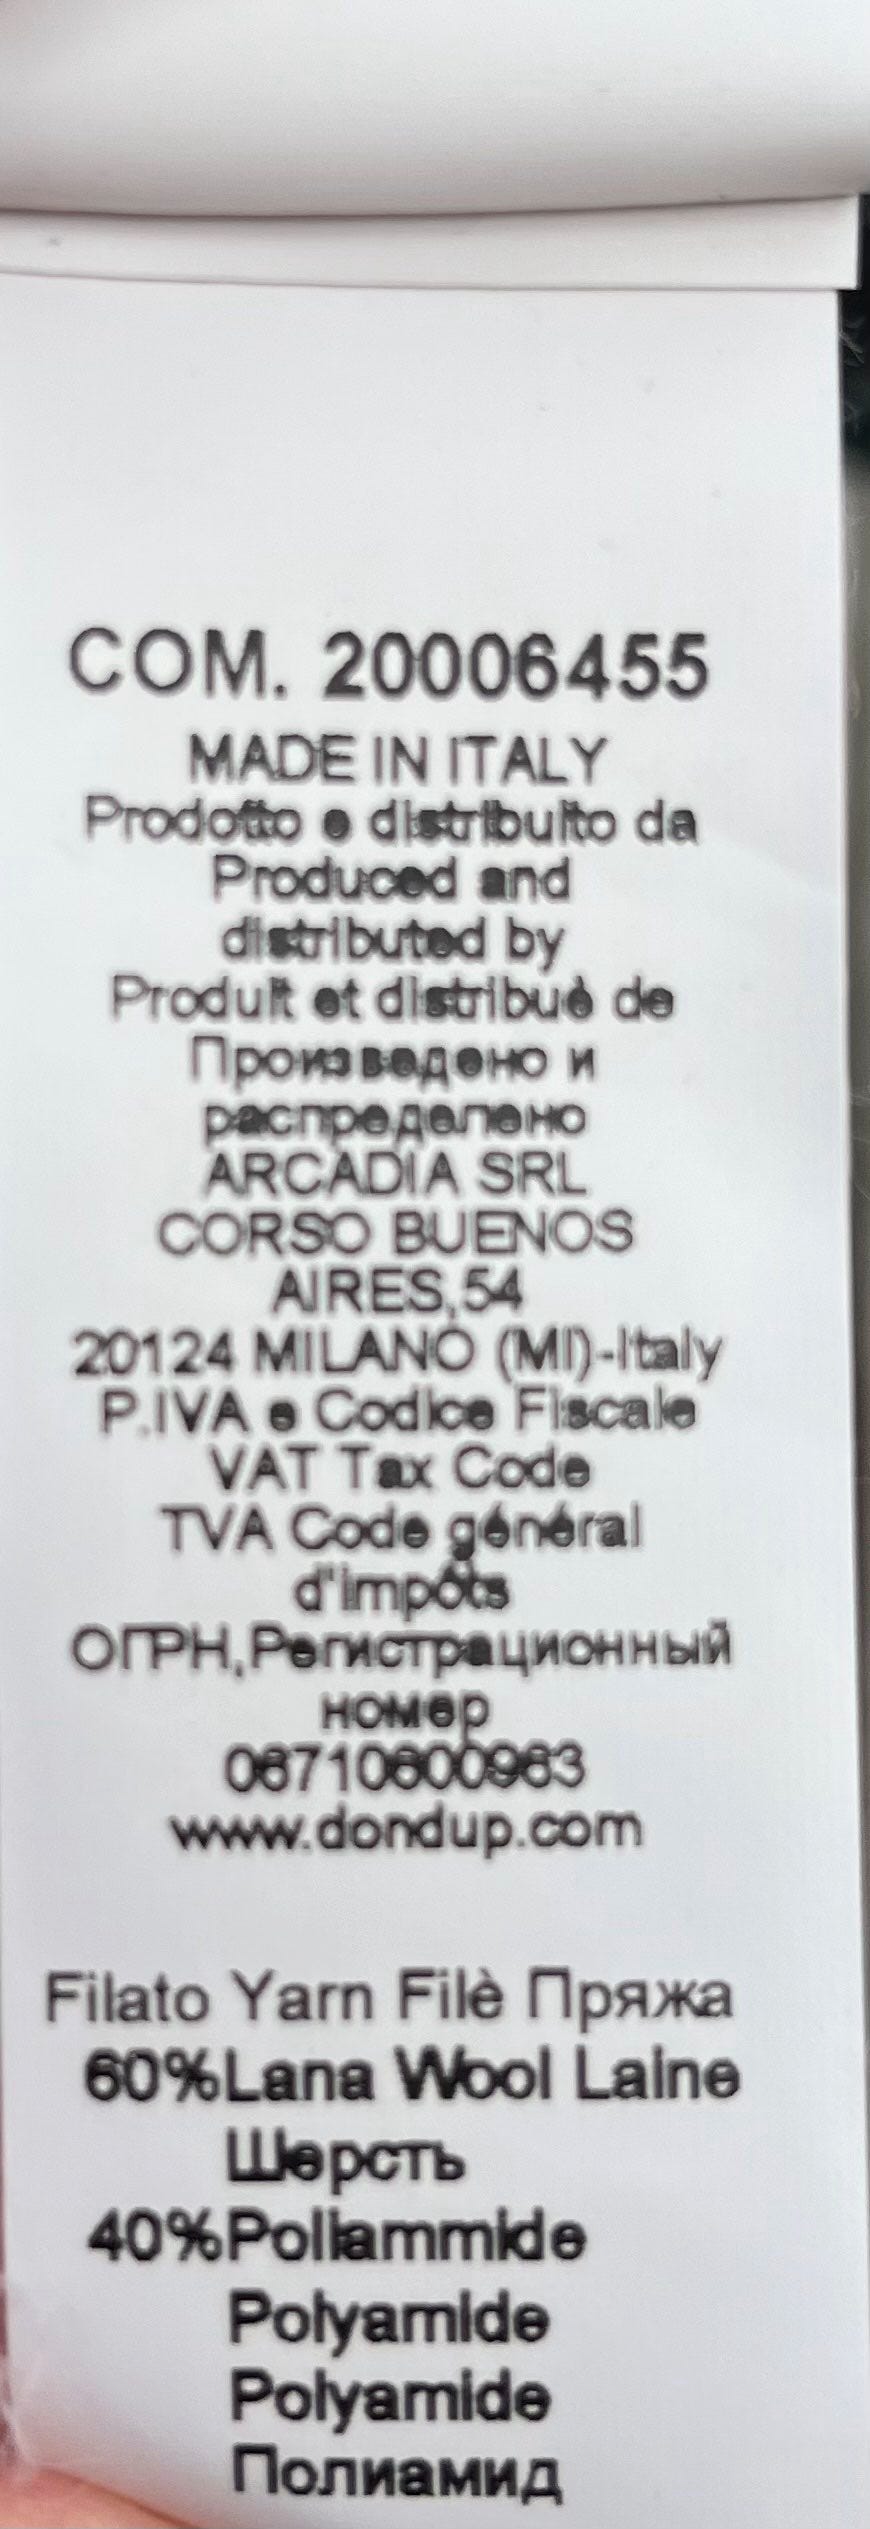 COM. 20006455
MADE IN ITALY
Prodotto e distribuito da
Produced and
distributed by
Produit et distribuè de
Произведено и
распределено
ARCADIA SRL
CORSO BUENOS
AIRES,54
20124 MILANO (MI)-Italy
P.IVA e Codice Fiscale
VAT Tax Code
TVA Code général
d'impôts
ОГРН,Регистрационный
номер
06710600963
www.dondup.com
Filato Yarn Filè Пряжа
60%Lana Wool Laine
Шерсть
40%Poliammide
Polyamide
Polyamide
Полиамид